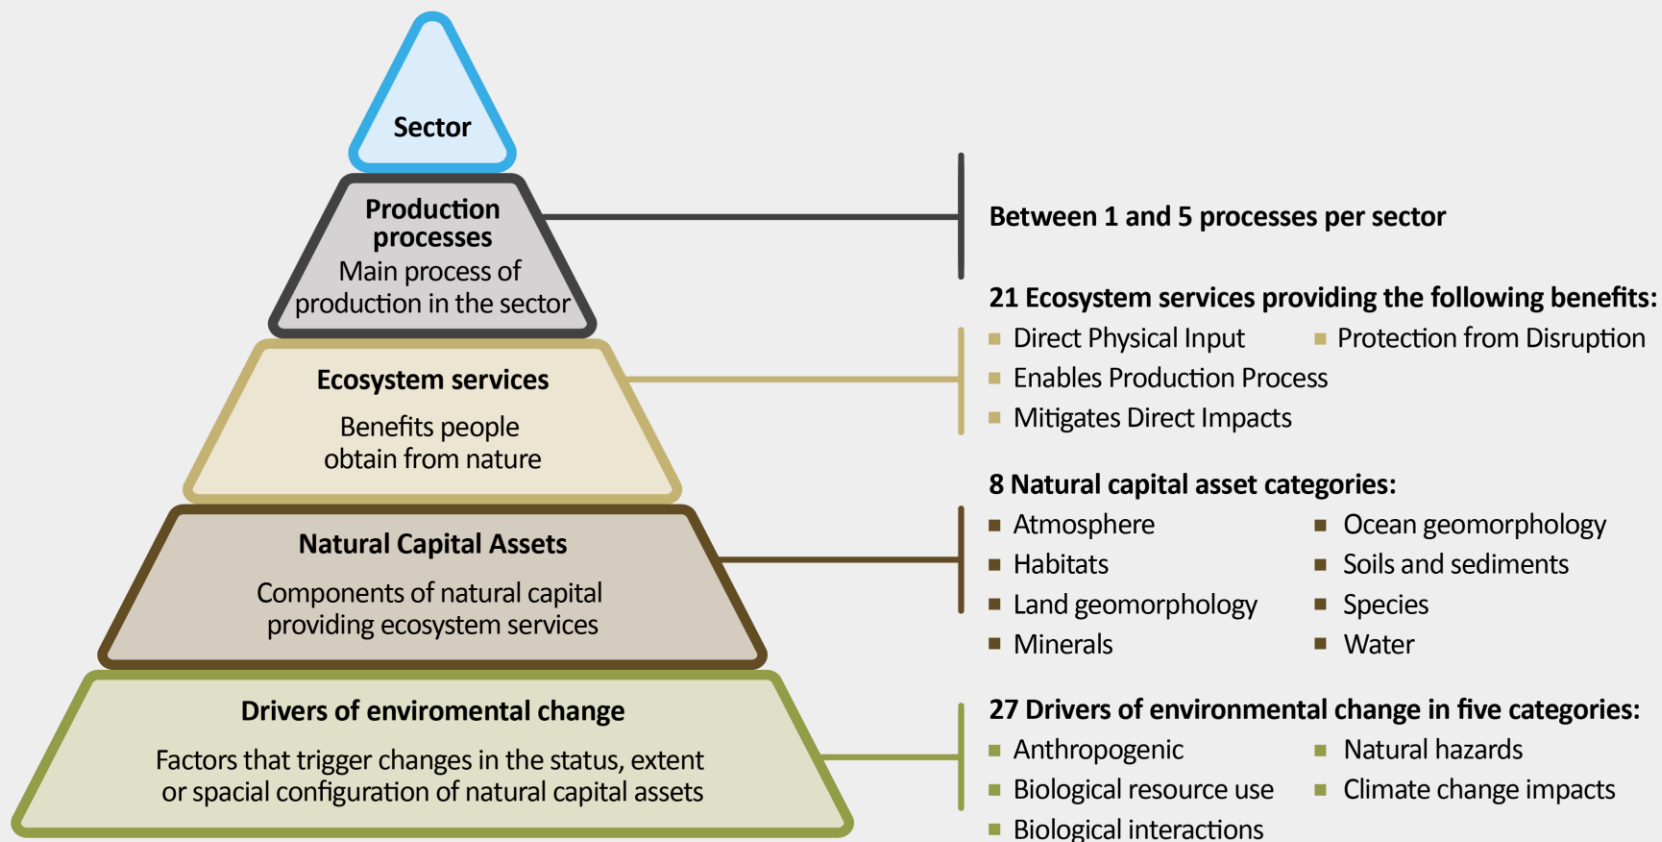 Sector
Production
processes
Main process of
production in the sector
Between 1 and 5 processes per sector
Ecosystem services
Benefits people
obtain from nature
21 Ecosystem services providing the following benefits:
Direct Physical Input
Protection from Disruption
Enables Production Process
Mitigates Direct Impacts
Natural Capital Assets
Components of natural capital
providing ecosystem services
8 Natural capital asset categories:
Atmosphere
Ocean geomorphology
Habitats
Soils and sediments
Land geomorphology
Species
Minerals
Water
Drivers of enviromental change
Factors that trigger changes in the status, extent
or spacial configuration of natural capital assets
27 Drivers of environmental change in five categories:
Anthropogenic
Natural hazards
Biological resource use
Climate change impacts
Biological interactions